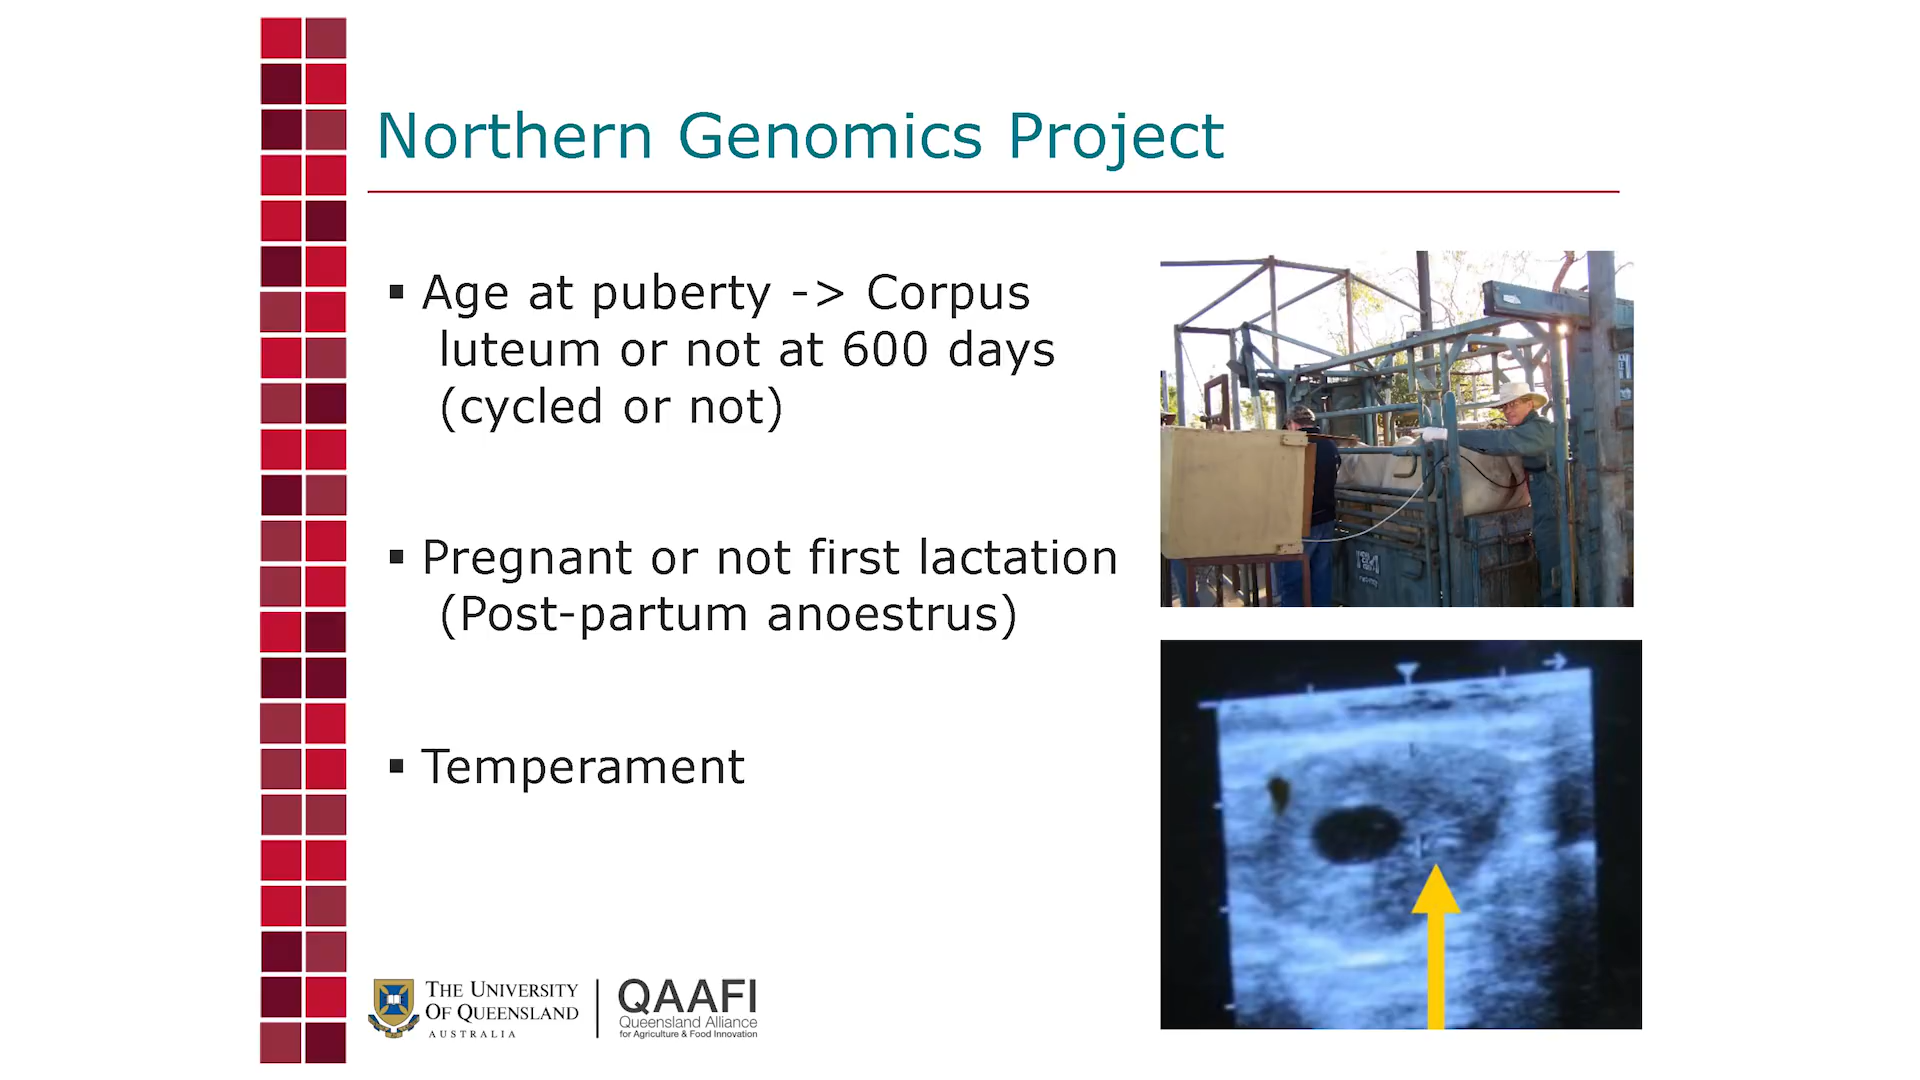 Northern Genomics Project
▪ Age at puberty -> Corpus
luteum or not at 600 days
(cycled or not)
▪ Pregnant or not first lactation
(Post-partum anoestrus)
▪ Temperament
THE UNIVERSITY
OF QUEENSLAND
AUSTRALIA
QAAFI
Queensland Alliance
for Agriculture & Food Innovation